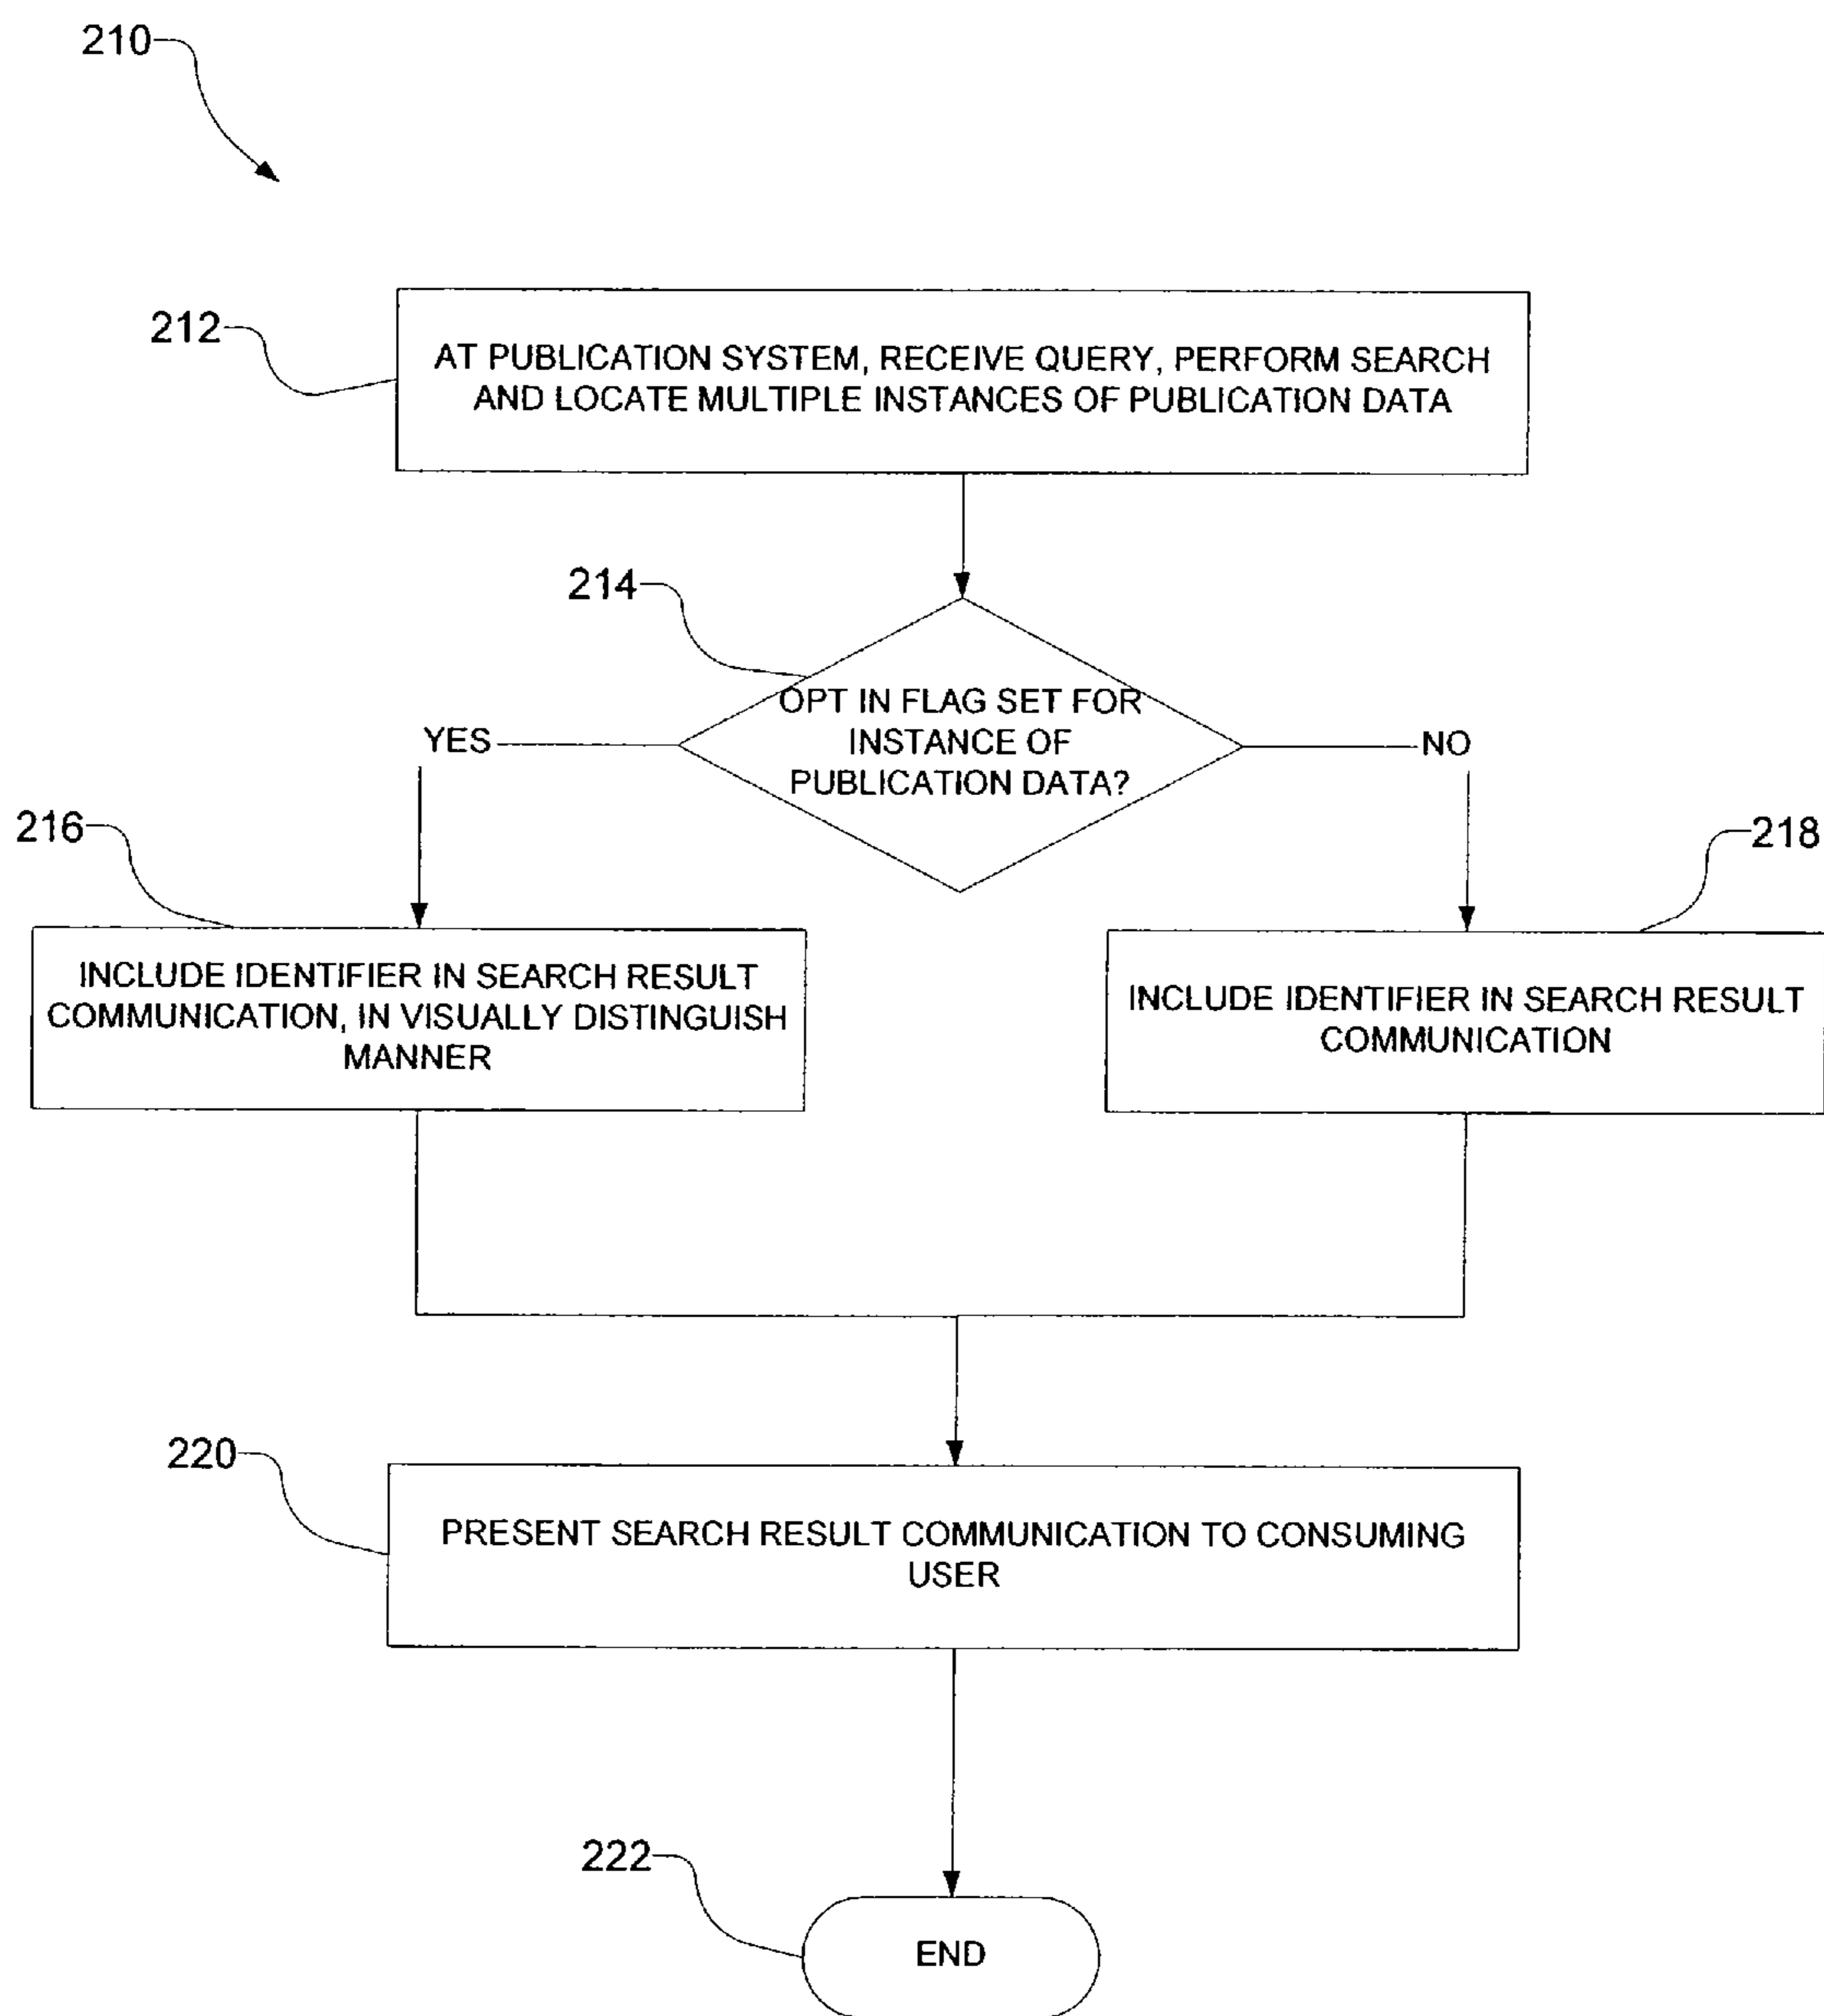 210
212
AT PUBLICATION SYSTEM, RECEIVE QUERY, PERFORM SEARCH
AND LOCATE MULTIPLE INSTANCES OF PUBLICATION DATA
214
OPT IN FLAG SET FOR
INSTANCE OF
PUBLICATION DATA?
YES
NO
216
INCLUDE IDENTIFIER IN SEARCH RESULT
COMMUNICATION, IN VISUALLY DISTINGUISH
MANNER
218
INCLUDE IDENTIFIER IN SEARCH RESULT
COMMUNICATION
220
PRESENT SEARCH RESULT COMMUNICATION TO CONSUMING
USER
222
END